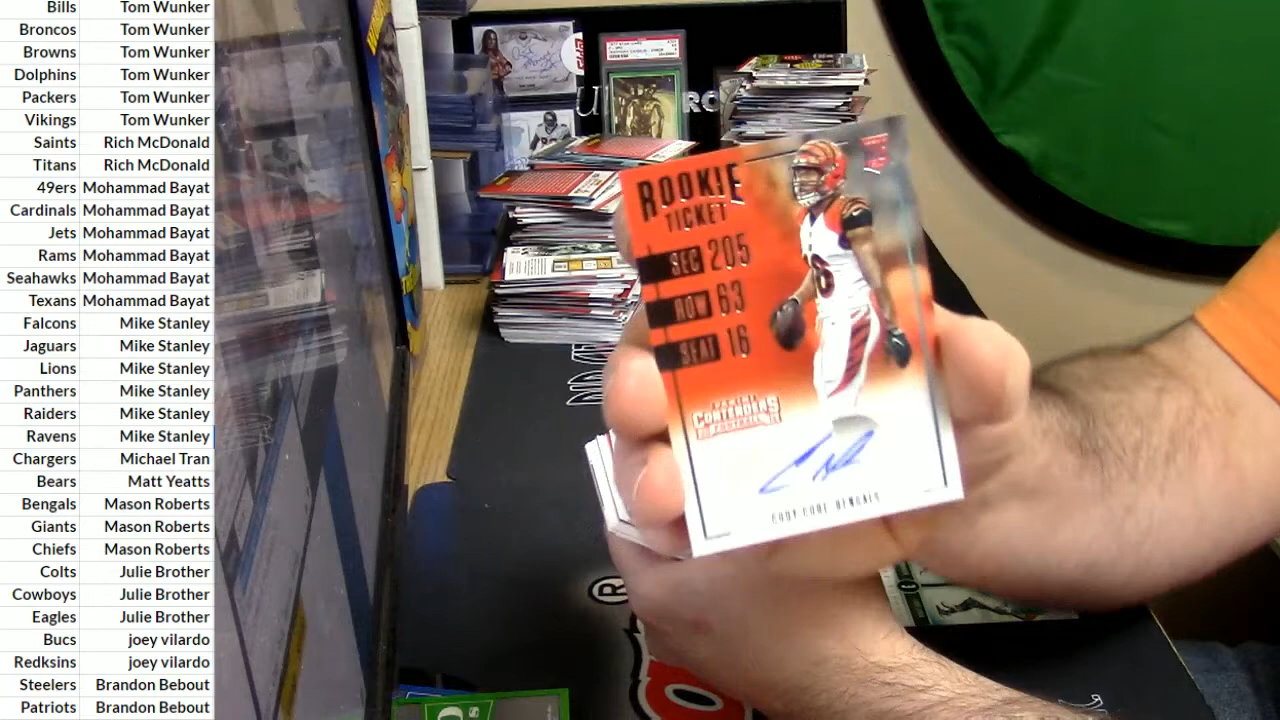 Bills Tom Wunker
Broncos Tom Wunker
Browns Tom Wunker
Dolphins Tom Wunker
Packers Tom Wunker
Vikings Tom Wunker
Saints Rich McDonald
Titans Rich McDonald
49ers Mohammad Bayat
Cardinals Mohammad Bayat
Jets Mohammad Bayat
Rams Mohammad Bayat
Seahawks Mohammad Bayat
Texans Mohammad Bayat
Falcons Mike Stanley
Jaguars Mike Stanley
Lions Mike Stanley
Panthers Mike Stanley
Raiders Mike Stanley
Ravens Mike Stanley
Chargers Michael Tran
Bears Matt Yeatts
Bengals Mason Roberts
Giants Mason Roberts
Chiefs Mason Roberts
Colts Julie Brother
Cowboys Julie Brother
Eagles Julie Brother
Bucs joey vilardo
Redksins joey vilardo
Steelers Brandon Bebout
Patriots Brandon Bebout
ROOKIE
TICKET
SEC 205
ROW 63
SEAT 16
PANINI
CONTENDERS
FOOTBALL
CODY CORE BENGALS
®